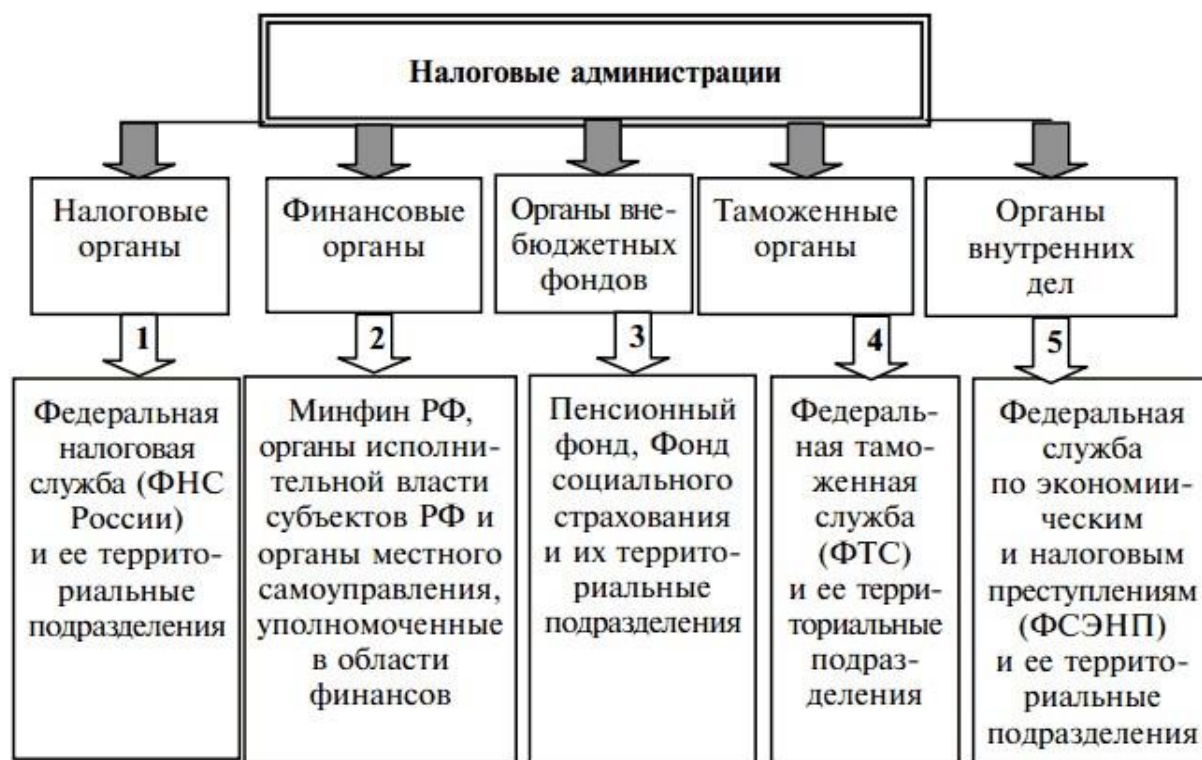 Налоговые администрации
Налоговые
органы
Финансовые
органы
Органы вне-
бюджетных
фондов
Таможенные
органы
Органы
внутренних
дел
1
2
3
4
5
Федеральная
налоговая
служба (ФНС
России)
и ее террито-
риальные
подразделения
Минфин РФ,
органы исполни-
тельной власти
субъектов РФ и
органы местного
самоуправления,
уполномоченные
в области
финансов
Пенсионный
фонд, Фонд
социального
страхования
и их террито-
риальные
подразделения
Федераль-
ная тамо-
женная
служба
(ФТС)
и ее терри-
ториальные
подраз-
деления
Федеральная
служба
по экономии-
ческим
и налоговым
преступлениям
(ФСЭНП)
и ее террито-
риальные
подразделения